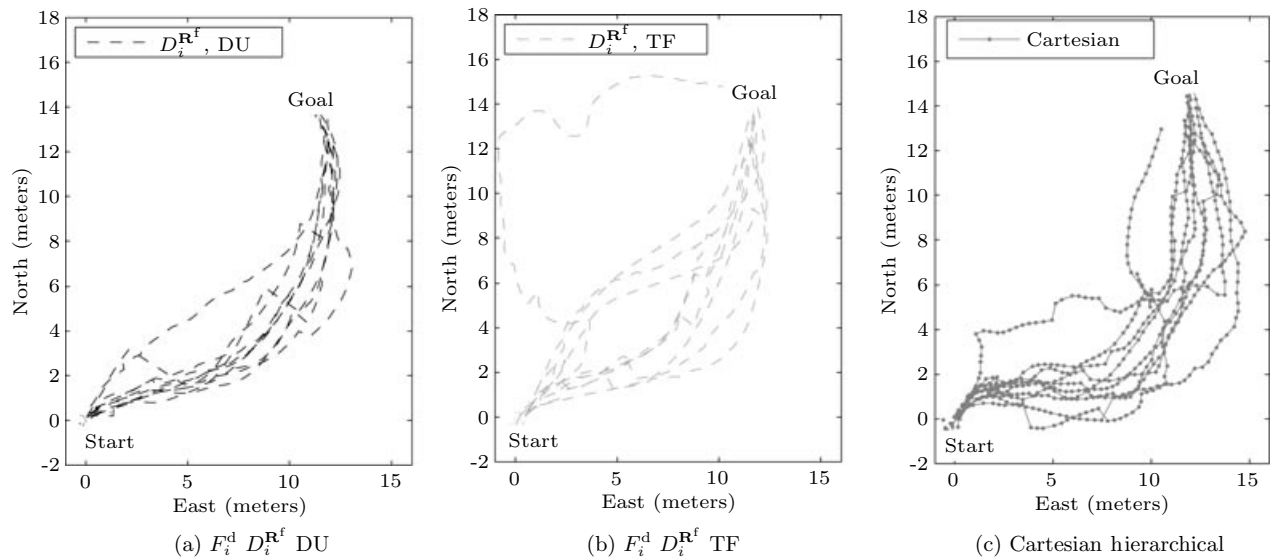 18
16
14
12
10
8
6
4
2
0
-2
North (meters)
D_i^{R^f}, DU
Goal
Start
0 5 10 15
East (meters)
(a) F_i^d D_i^{R^f} DU
18
16
14
12
10
8
6
4
2
0
-2
North (meters)
D_i^{R^f}, TF
Goal
Start
0 5 10 15
East (meters)
(b) F_i^d D_i^{R^f} TF
18
16
14
12
10
8
6
4
2
0
-2
North (meters)
Cartesian
Goal
Start
0 5 10 15
East (meters)
(c) Cartesian hierarchical